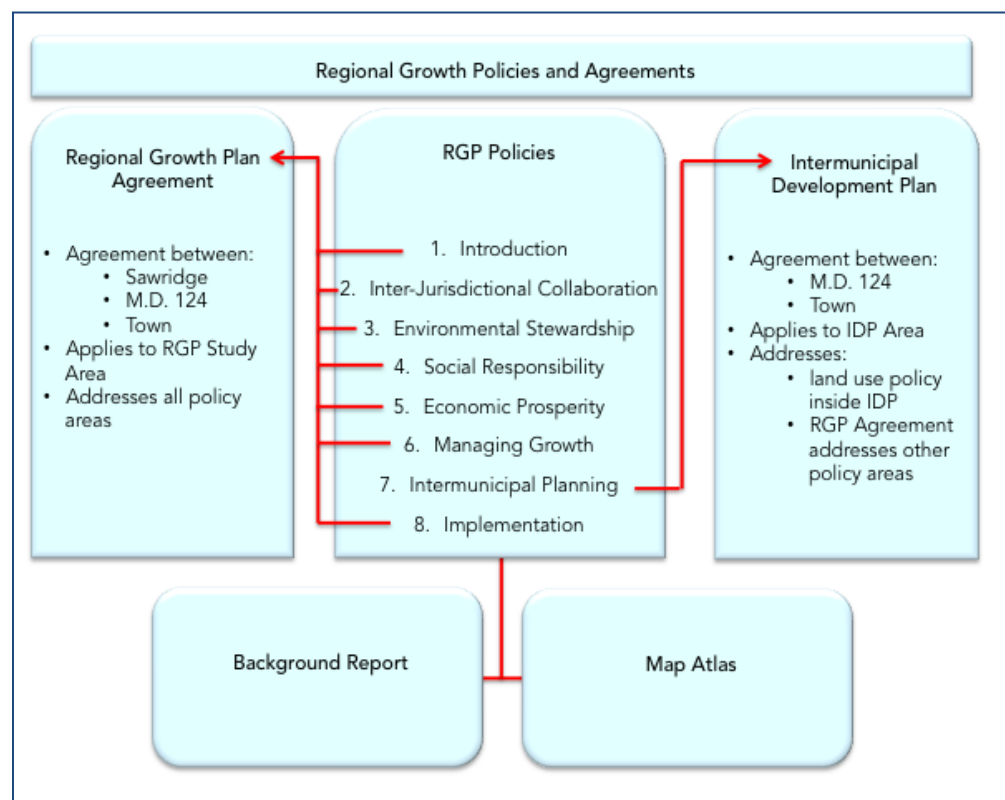 Regional Growth Policies and Agreements
Regional Growth Plan
Agreement
• Agreement between:
• Sawridge
• M.D. 124
• Town
• Applies to RGP Study
Area
• Addresses all policy
areas
RGP Policies
1. Introduction
2. Inter-Jurisdictional Collaboration
3. Environmental Stewardship
4. Social Responsibility
5. Economic Prosperity
6. Managing Growth
7. Intermunicipal Planning
8. Implementation
Intermunicipal
Development Plan
• Agreement between:
• M.D. 124
• Town
• Applies to IDP Area
• Addresses:
• land use policy
inside IDP
• RGP Agreement
addresses other
policy areas
Background Report
Map Atlas